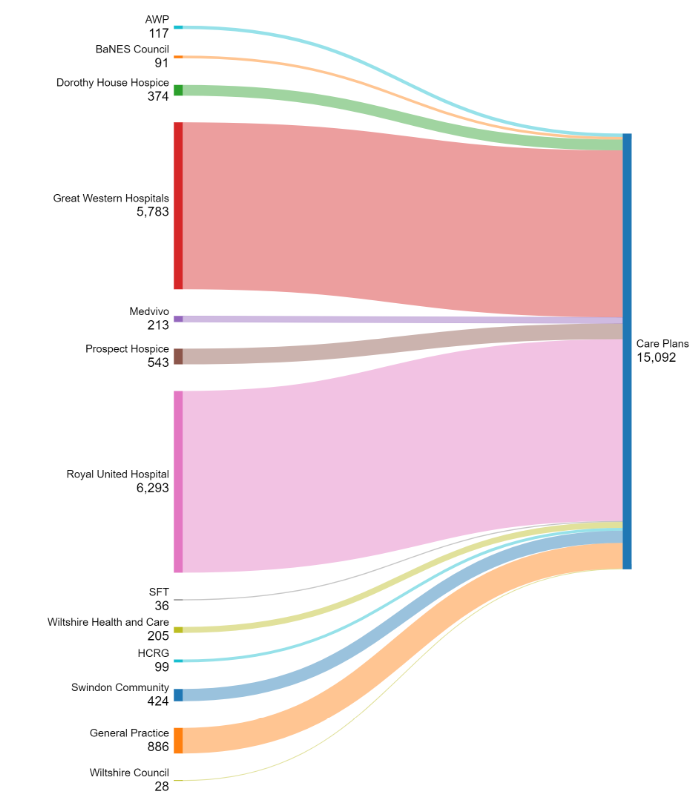 AWP
117
BaNES Council
91
Dorothy House Hospice
374
Great Western Hospitals
5,783
Medvivo
213
Prospect Hospice
543
Care Plans
15,092
Royal United Hospital
6,293
SFT
36
Wiltshire Health and Care
205
HCRG
99
Swindon Community
424
General Practice
886
Wiltshire Council
28